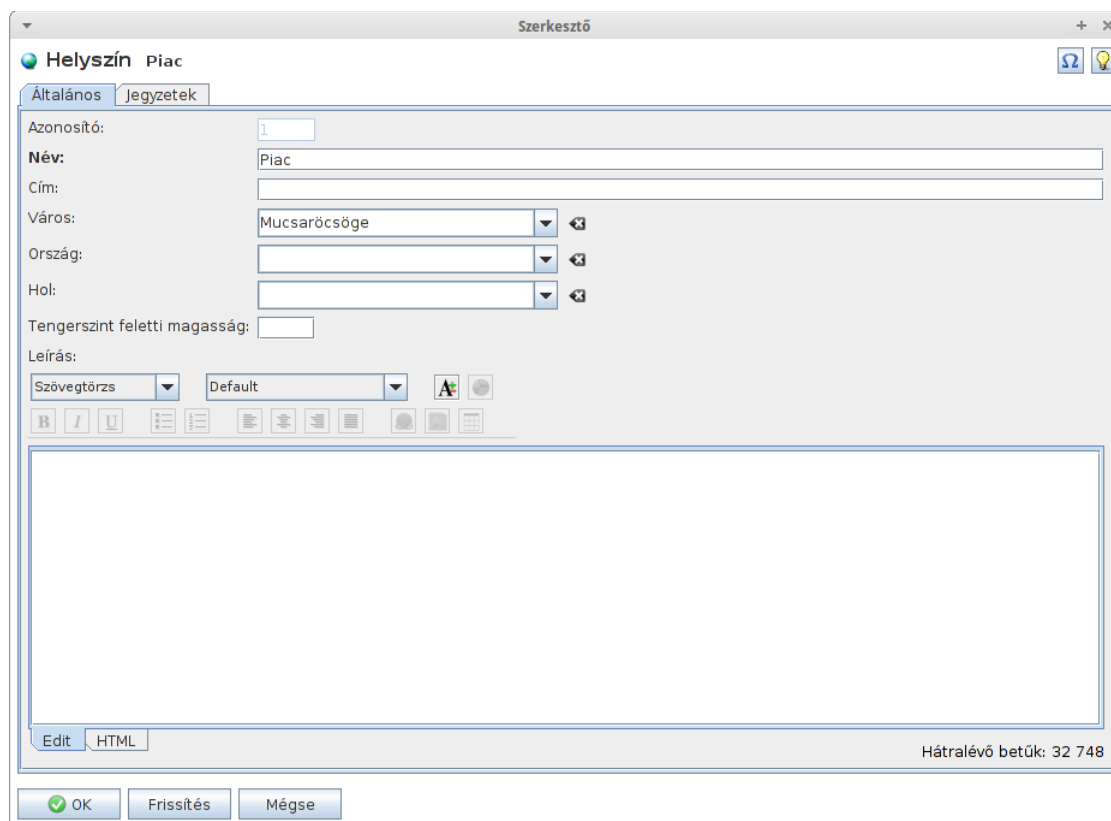 Szerkesztő
Helyszín Piac
Ω
Általános Jegyzetek
Azonosító: 1
Név: Piac
Cím:
Város: Mucsaröcsöge
Ország:
Hol:
Tengerszint feletti magasság:
Leírás:
Szövegtörzs Default A
B I U
Edit HTML
Hátralévő betűk: 32 748
OK Frissítés Mégse